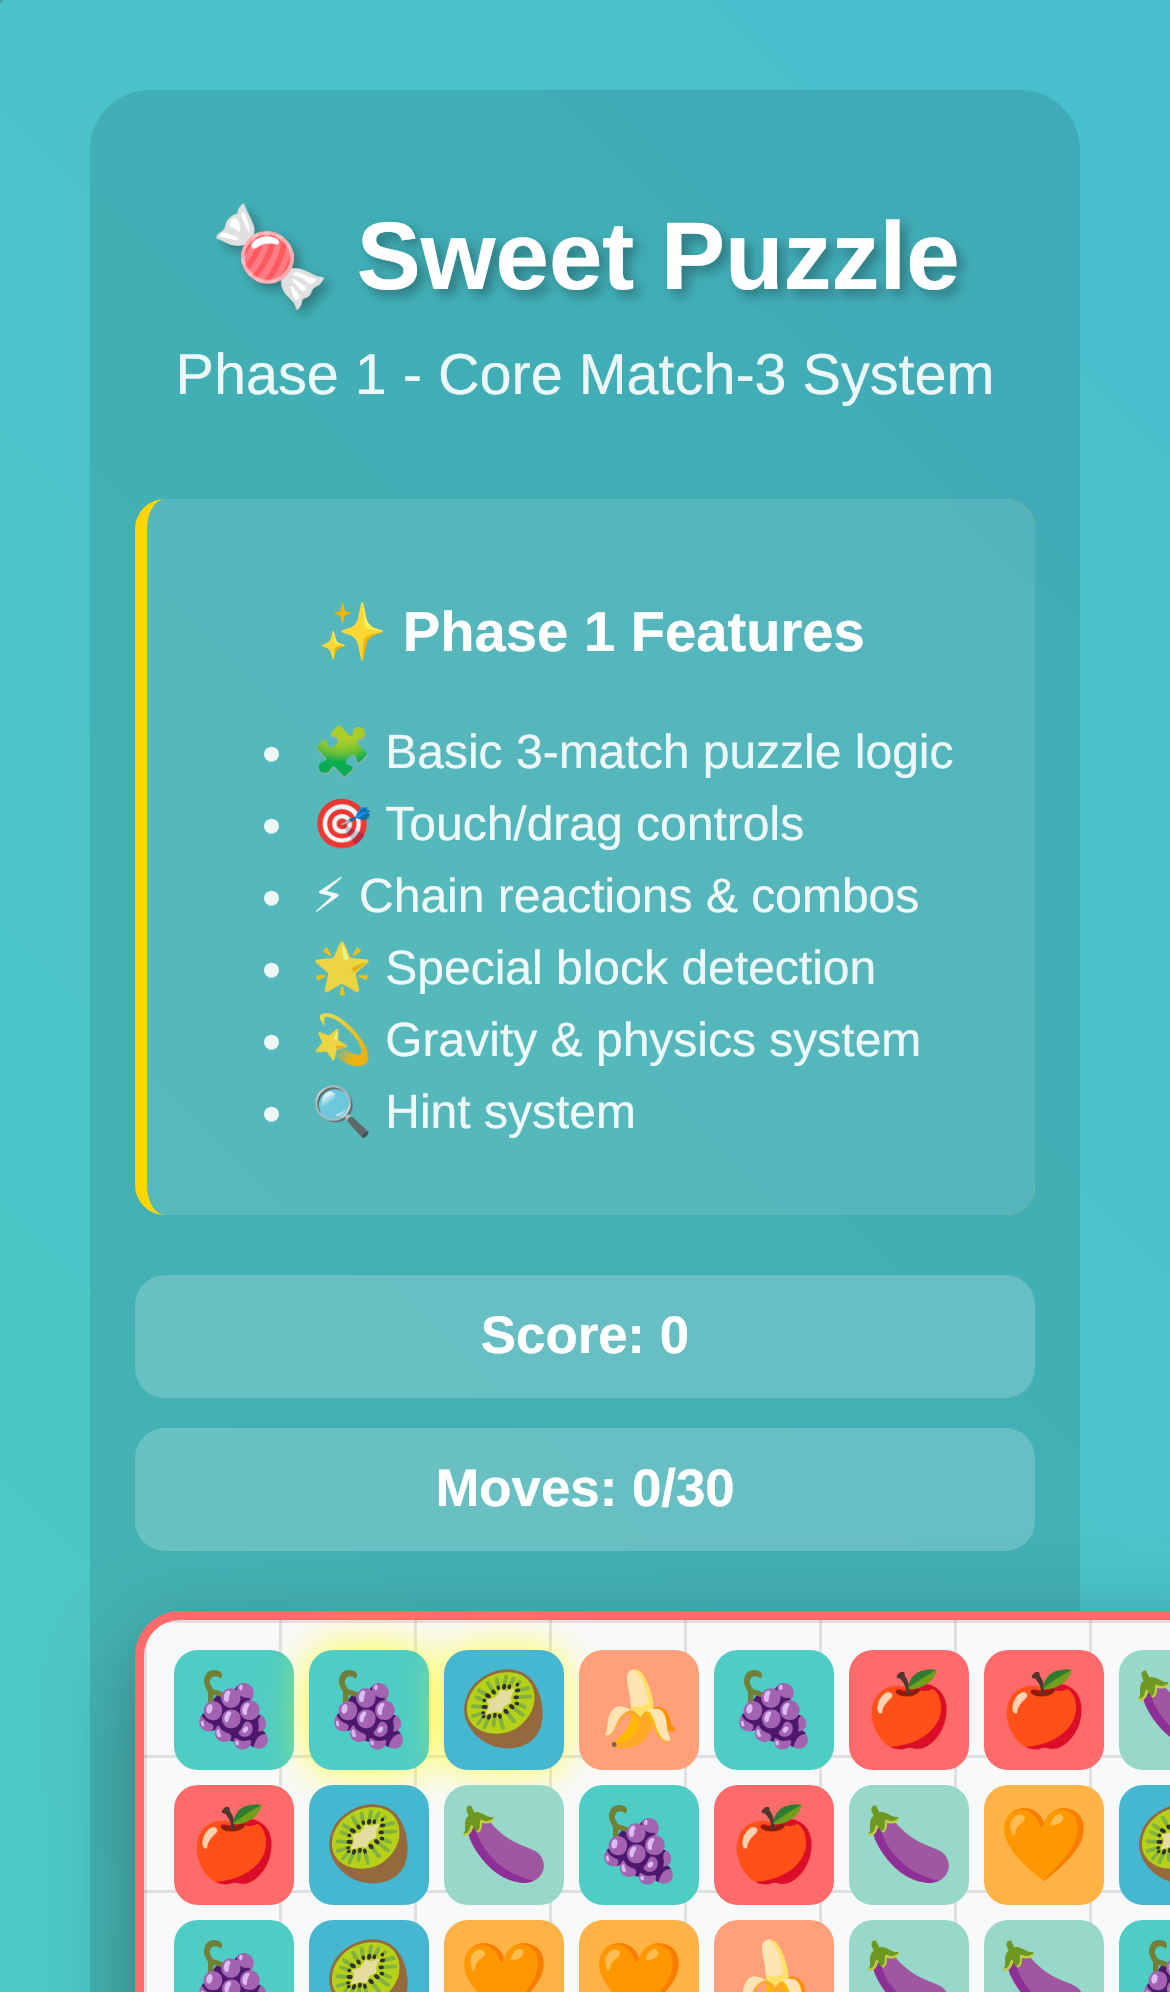 🍬 Sweet Puzzle
Phase 1 - Core Match-3 System
✨ Phase 1 Features
• 🧩 Basic 3-match puzzle logic
• 🎯 Touch/drag controls
• ⚡ Chain reactions & combos
• 🌟 Special block detection
• 💫 Gravity & physics system
• 🔍 Hint system
Score: 0
Moves: 0/30